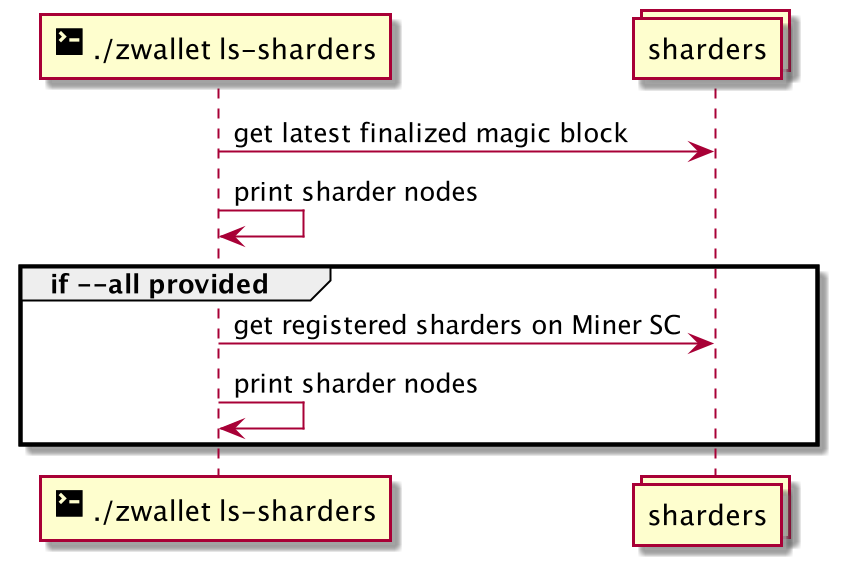 ./zwallet ls-sharders
sharders
get latest finalized magic block
print sharder nodes
if --all provided
get registered sharders on Miner SC
print sharder nodes
./zwallet ls-sharders
sharders